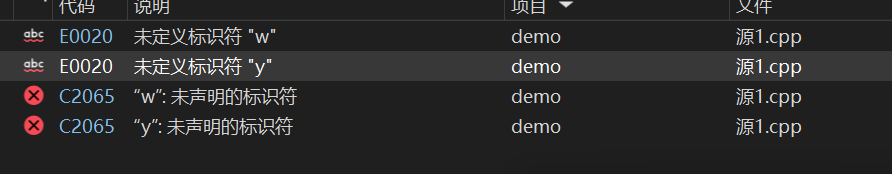 代码 说明 项目 文件
abc E0020 未定义标识符 "w" demo 源1.cpp
abc E0020 未定义标识符 "y" demo 源1.cpp
C2065 “w”: 未声明的标识符 demo 源1.cpp
C2065 “y”: 未声明的标识符 demo 源1.cpp